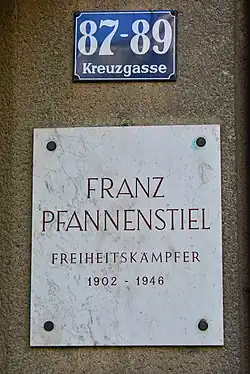 87-89
Kreuzgasse
FRANZ
PFANNENSTIEL
FREIHEITSKÄMPFER
1902 - 1946